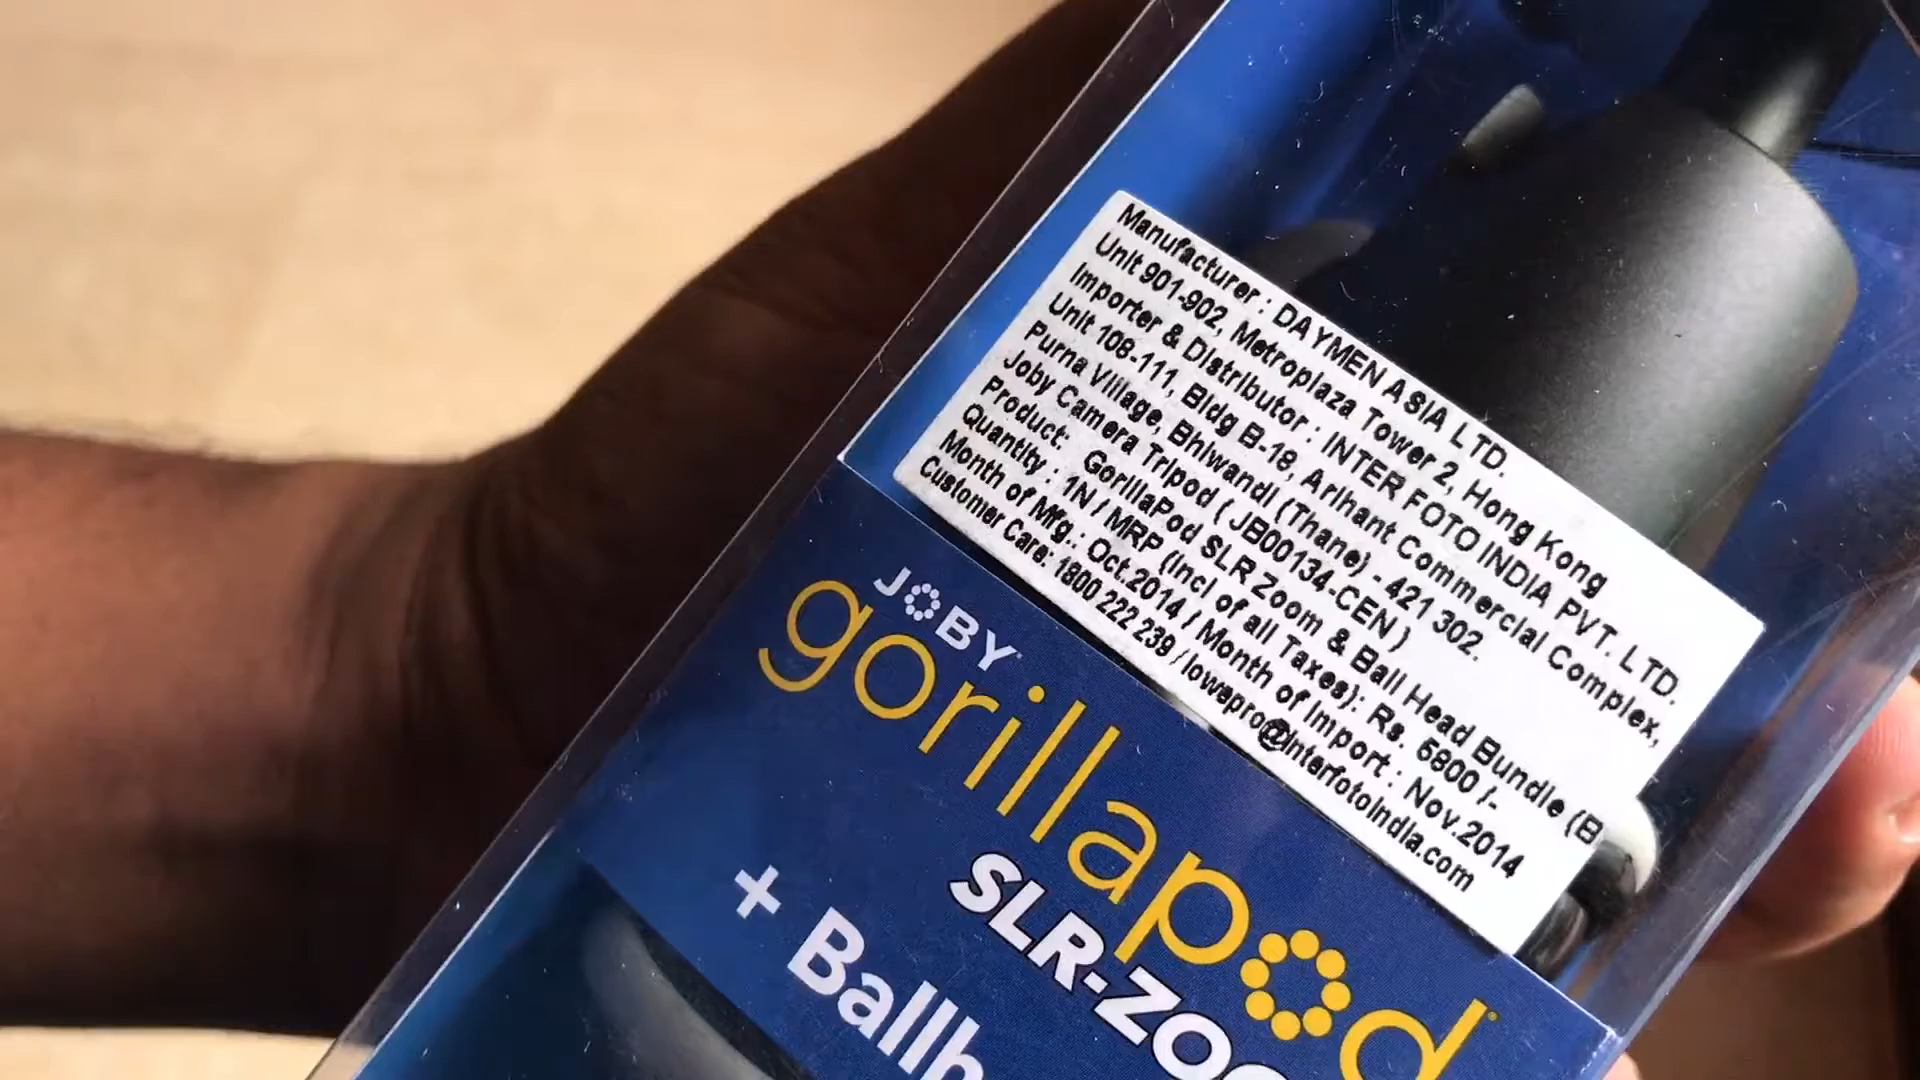 Manufacturer : DAYMEN ASIA LTD.
Unit 901-902, Metroplaza Tower 2, Hong Kong
Importer & Distributor : INTER FOTO INDIA PVT. LTD.
Unit 108-111, Bldg B-18, Arihant Commercial Complex,
Purna Village, Bhiwandi (Thane) - 421 302.
Joby Camera Tripod ( JB00134-CEN )
Product: GorillaPod SLR Zoom & Ball Head Bundle (B
Quantity : 1N / MRP (Incl of all Taxes): Rs. 5800 /-
Month of Mfg.: Oct.2014 / Month of Import : Nov.2014
Customer Care: 1800 222 239 / lowepro@interfotoindia.com
JOBY
gorillapod
SLR-ZOO
+ Ballh